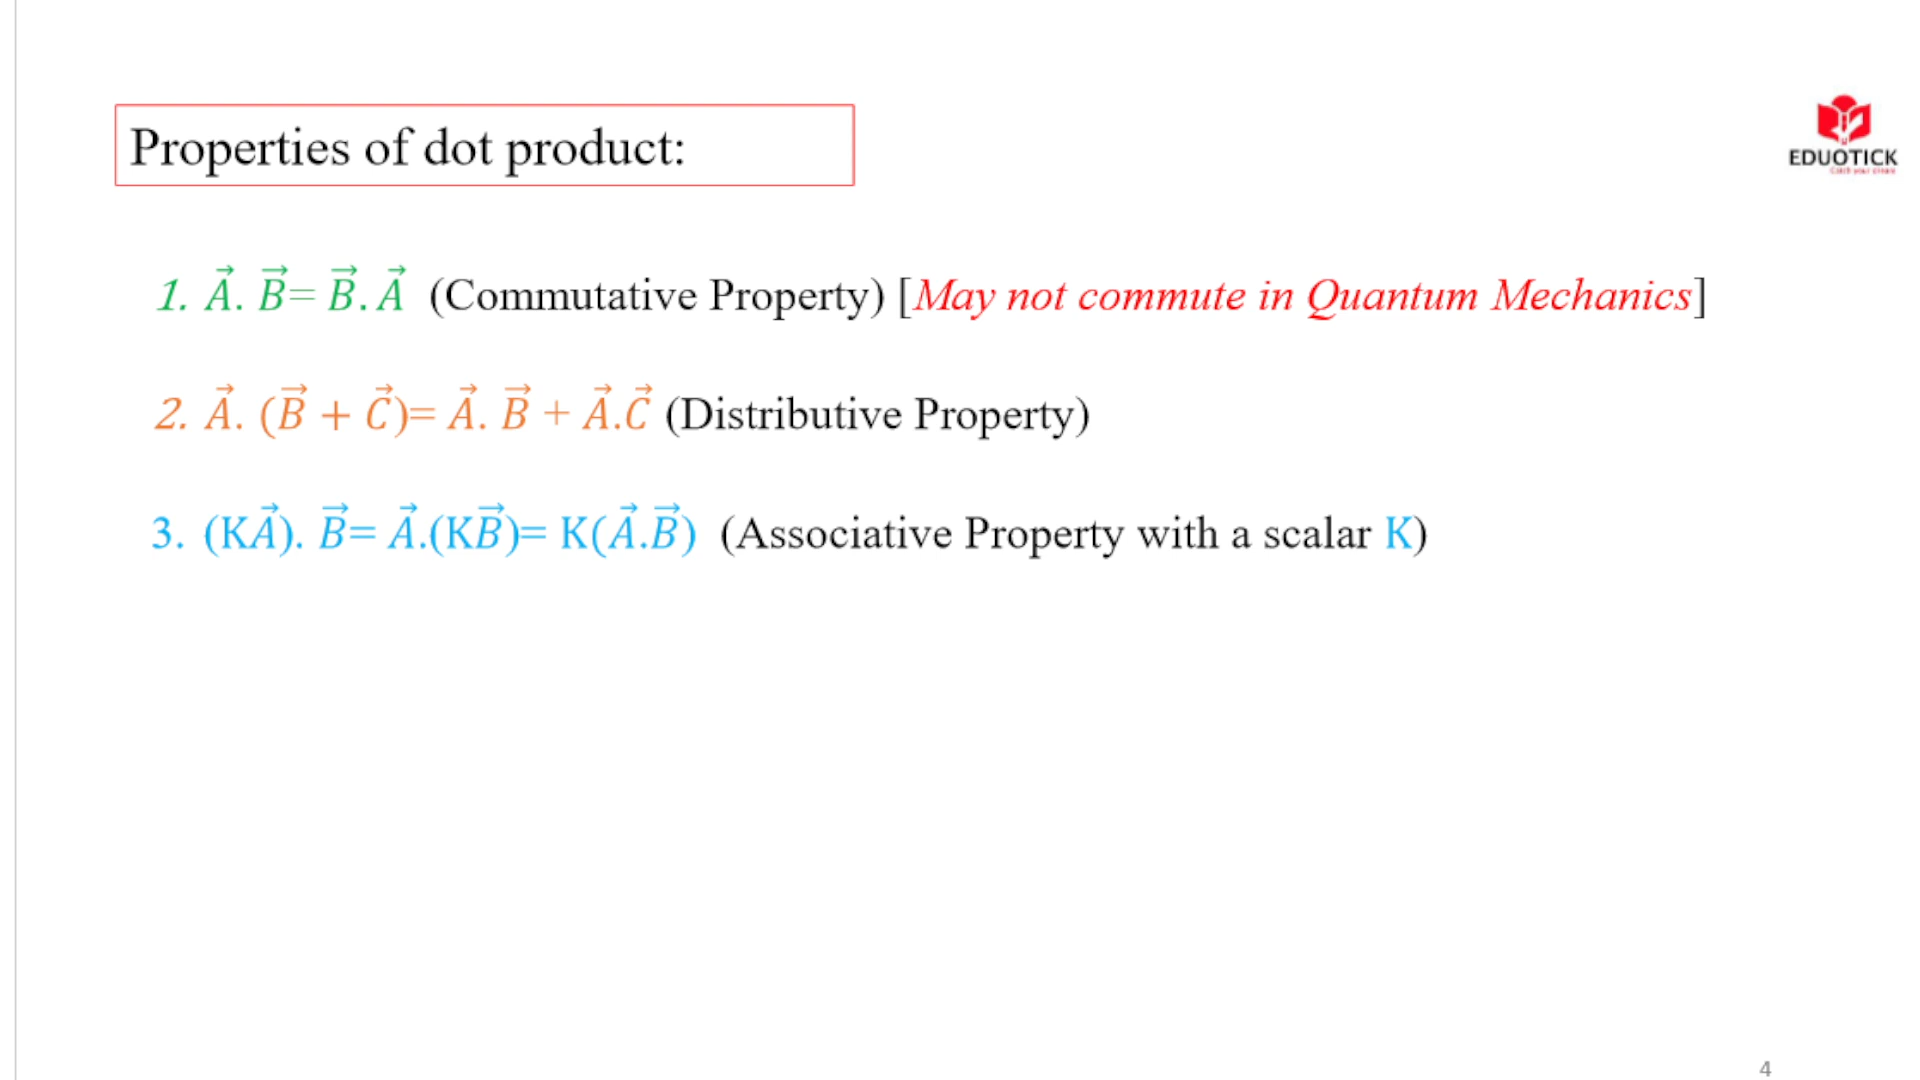 Properties of dot product:
EDUOTICK
1. A⃗. B⃗= B⃗. A⃗ (Commutative Property) [May not commute in Quantum Mechanics]
2. A⃗. (B⃗ + C⃗)= A⃗. B⃗ + A⃗.C⃗ (Distributive Property)
3. (KA⃗). B⃗= A⃗.(KB⃗)= K(A⃗.B⃗) (Associative Property with a scalar K)
4